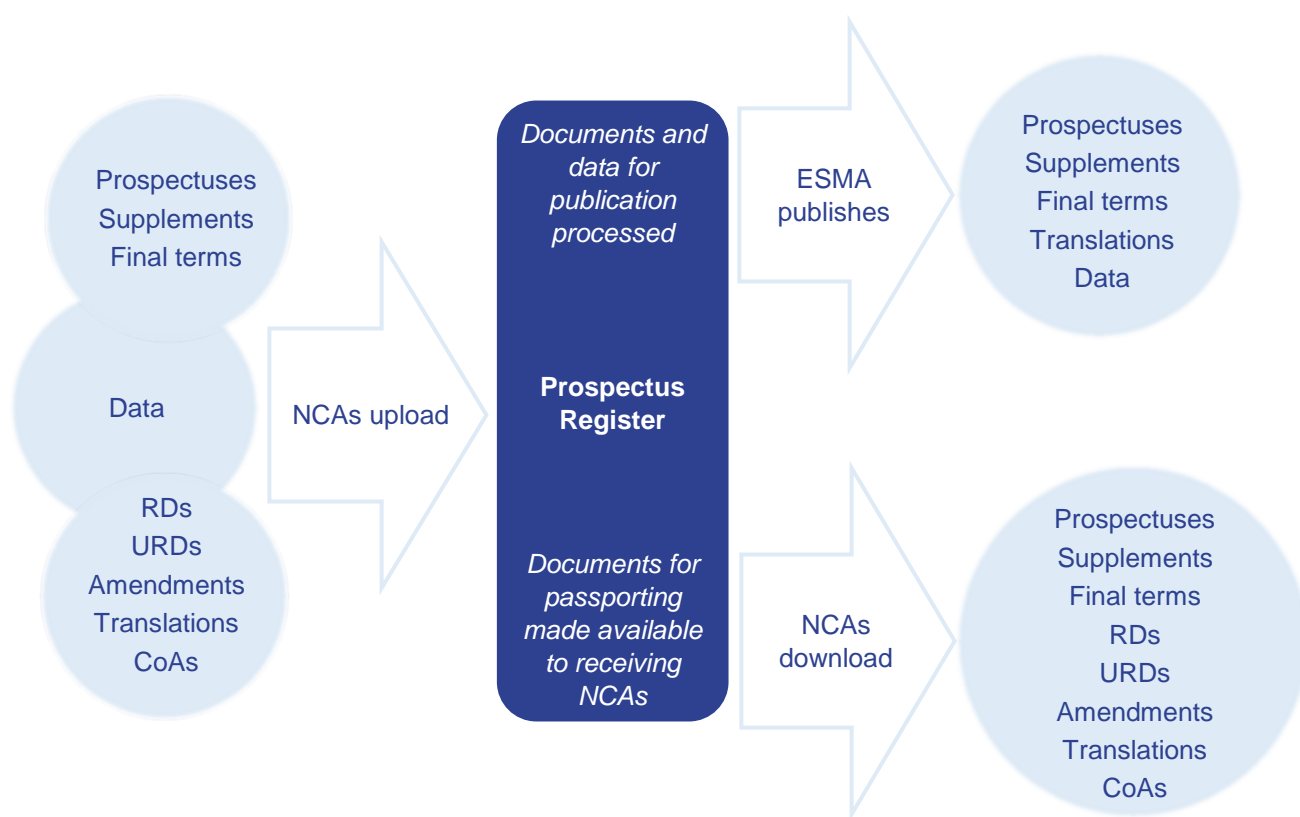 Prospectuses
Supplements
Final terms
Data
RDs
URDs
Amendments
Translations
CoAs
NCAs upload
Documents and
data for
publication
processed
Prospectus
Register
Documents for
passporting
made available
to receiving
NCAs
ESMA
publishes
Prospectuses
Supplements
Final terms
Translations
Data
NCAs
download
Prospectuses
Supplements
Final terms
RDs
URDs
Amendments
Translations
CoAs